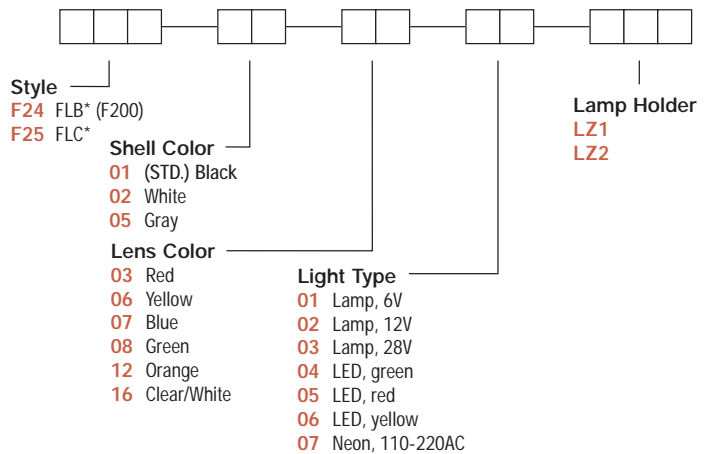 Style
F24 FLB* (F200)
F25 FLC*
Shell Color
01 (STD.) Black
02 White
05 Gray
Lens Color
03 Red
06 Yellow
07 Blue
08 Green
12 Orange
16 Clear/White
Light Type
01 Lamp, 6V
02 Lamp, 12V
03 Lamp, 28V
04 LED, green
05 LED, red
06 LED, yellow
07 Neon, 110-220AC
Lamp Holder
LZ1
LZ2